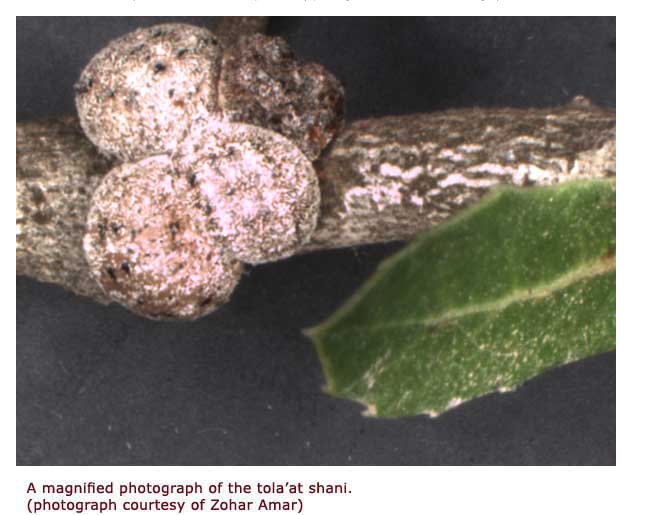 A magnified photograph of the tola’at shani.
(photograph courtesy of Zohar Amar)